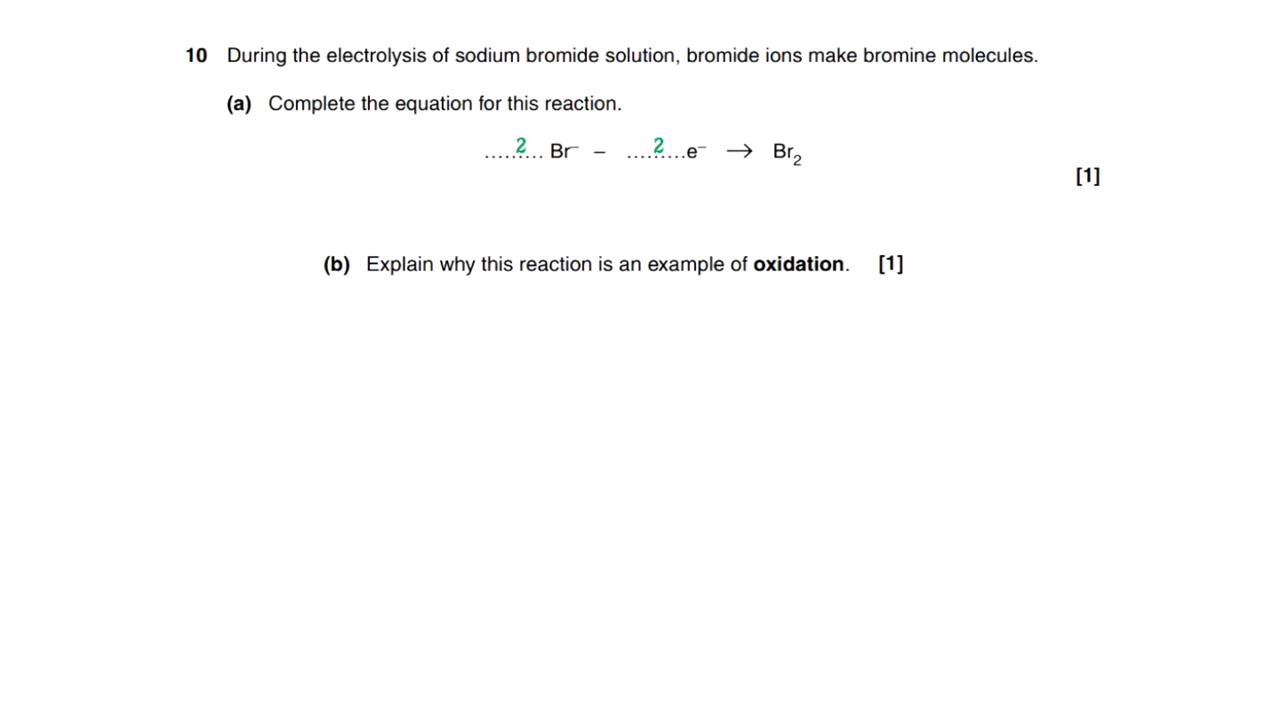 10 During the electrolysis of sodium bromide solution, bromide ions make bromine molecules.
(a) Complete the equation for this reaction.
....2.... Br⁻ – ....2....e⁻ → Br₂
[1]
(b) Explain why this reaction is an example of oxidation. [1]